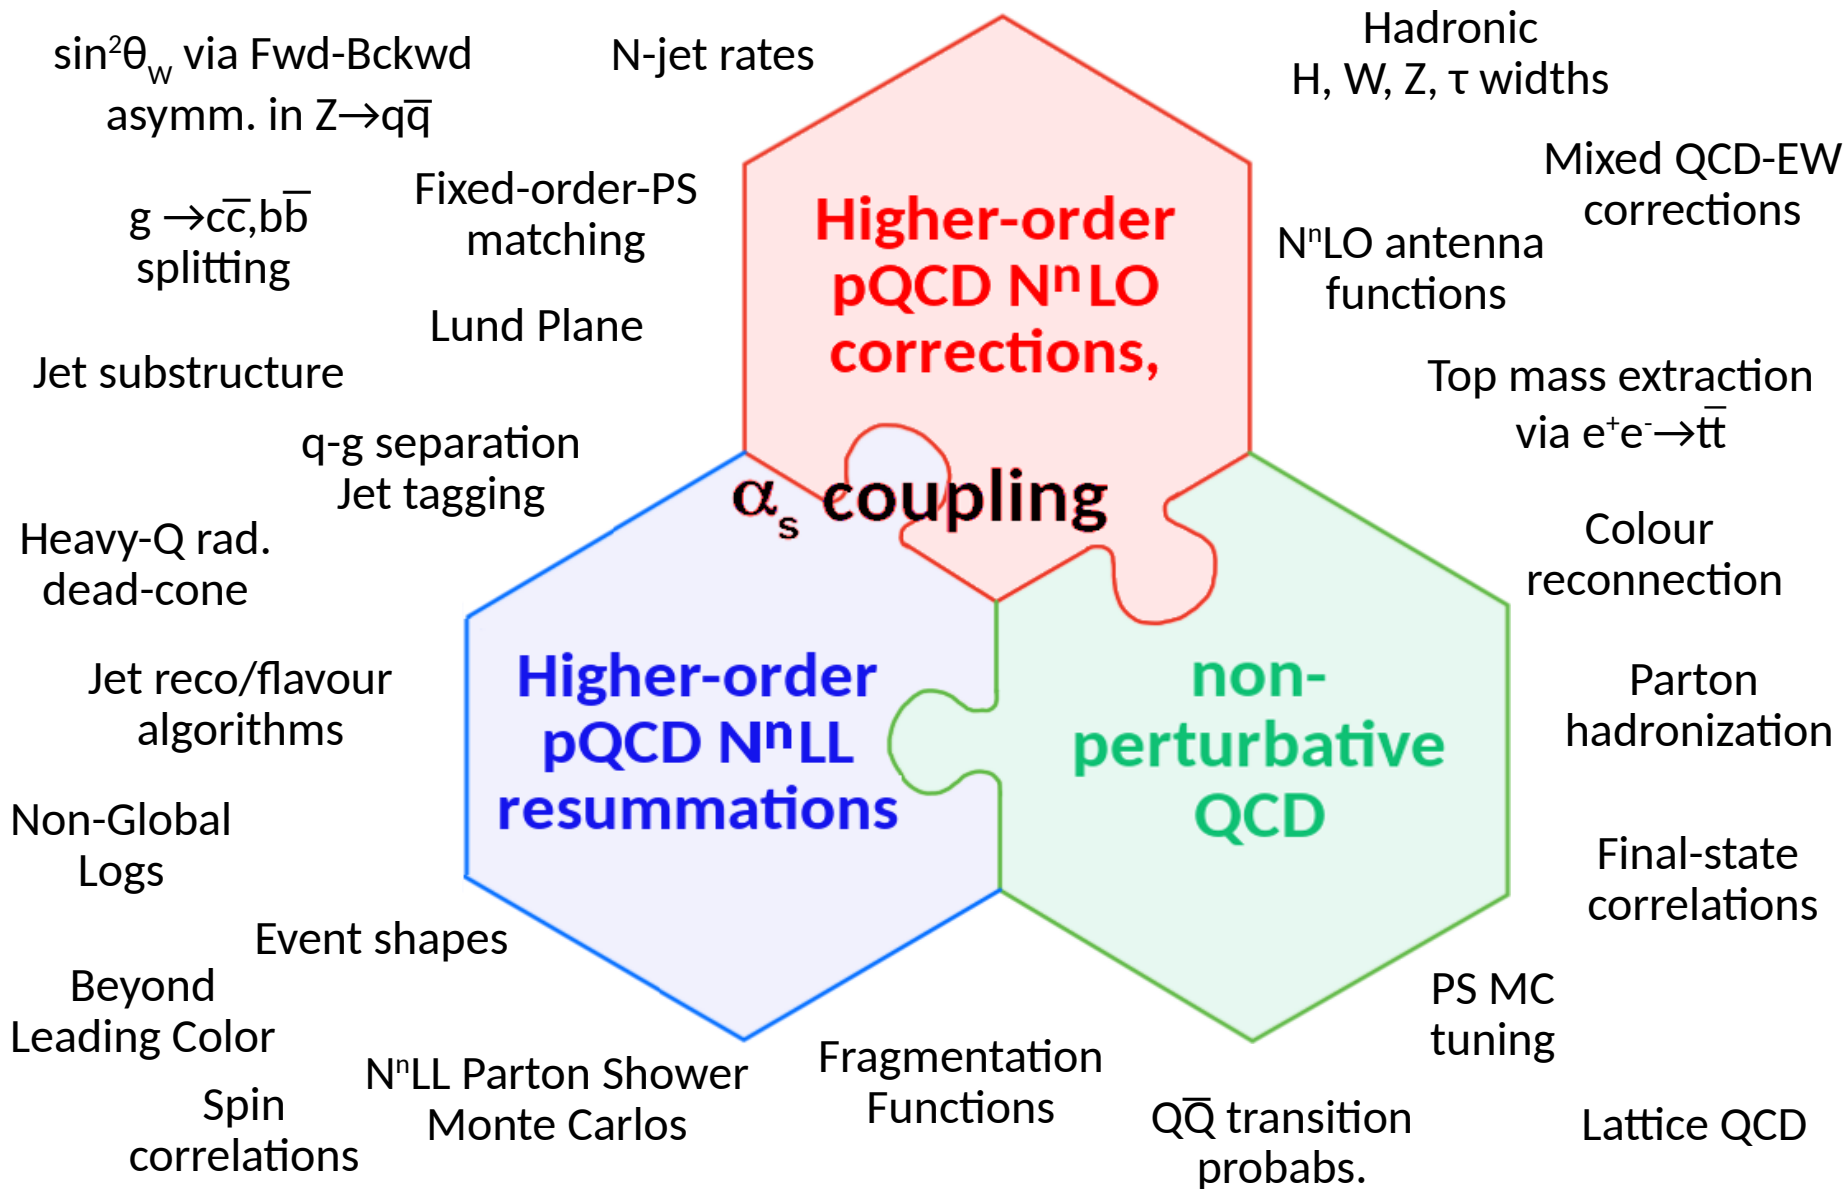 sin²θ_w via Fwd-Bckwd
asymm. in Z→qq̅
N-jet rates
Hadronic
H, W, Z, τ widths
Mixed QCD-EW
corrections
g →cc̅,bb̅
splitting
Fixed-order-PS
matching
Higher-order
pQCD NⁿLO
corrections,
NⁿLO antenna
functions
Lund Plane
Jet substructure
Top mass extraction
via e⁺e⁻→tt̅
q-g separation
Jet tagging
αₛ coupling
Heavy-Q rad.
dead-cone
Colour
reconnection
Jet reco/flavour
algorithms
Higher-order
pQCD NⁿLL
resummations
non-
perturbative
QCD
Parton
hadronization
Non-Global
Logs
Final-state
correlations
Event shapes
Beyond
Leading Color
PS MC
tuning
NⁿLL Parton Shower
Monte Carlos
Fragmentation
Functions
Spin
correlations
QQ̅ transition
probabs.
Lattice QCD